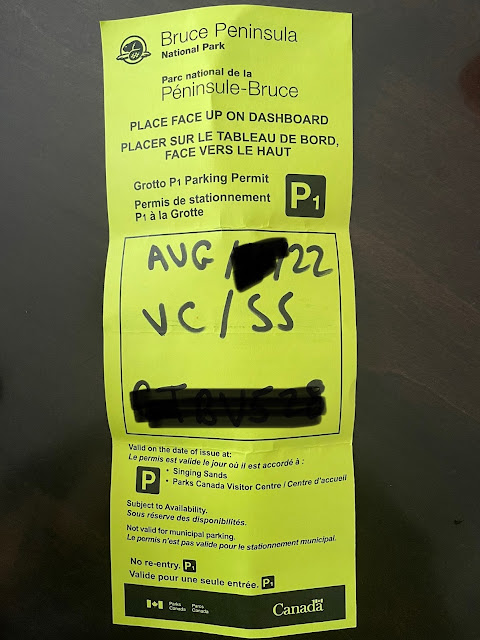 Bruce Peninsula
National Park
Parc national de la
Péninsule-Bruce
PLACE FACE UP ON DASHBOARD
PLACER SUR LE TABLEAU DE BORD,
FACE VERS LE HAUT
Grotto P1 Parking Permit
Permis de stationnement
P1 à la Grotte
P1
AUG / /22
VC/SS
Valid on the date of issue at:
Le permis est valide le jour où il est accordé à :
P
• Singing Sands
• Parks Canada Visitor Centre / Centre d'accueil
Subject to Availability.
Sous réserve des disponibilités.
Not valid for municipal parking.
Le permis n'est pas valide pour le stationnement municipal.
No re-entry. P1
Valide pour une seule entrée. P1
Parks Canada
Parcs Canada
Canada